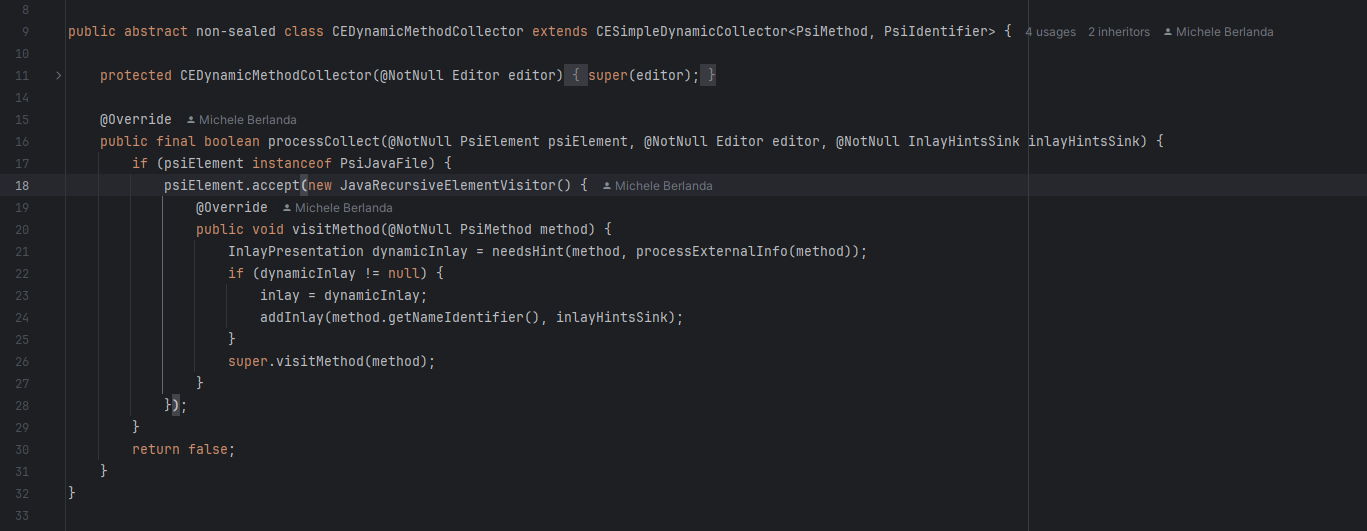 8
9 public abstract non-sealed class CEDynamicMethodCollector extends CESimpleDynamicCollector<PsiMethod, PsiIdentifier> { 4 usages 2 inheritors Michele Berlanda
10
11 protected CEDynamicMethodCollector(@NotNull Editor editor) { super(editor); }
14
15 @Override Michele Berlanda
16 public final boolean processCollect(@NotNull PsiElement psiElement, @NotNull Editor editor, @NotNull InlayHintsSink inlayHintsSink) {
17 if (psiElement instanceof PsiJavaFile) {
18 psiElement.accept(new JavaRecursiveElementVisitor() { Michele Berlanda
19 @Override Michele Berlanda
20 public void visitMethod(@NotNull PsiMethod method) {
21 InlayPresentation dynamicInlay = needsHint(method, processExternalInfo(method));
22 if (dynamicInlay != null) {
23 inlay = dynamicInlay;
24 addInlay(method.getNameIdentifier(), inlayHintsSink);
25 }
26 super.visitMethod(method);
27 }
28 });
29 }
30 return false;
31 }
32 }
33